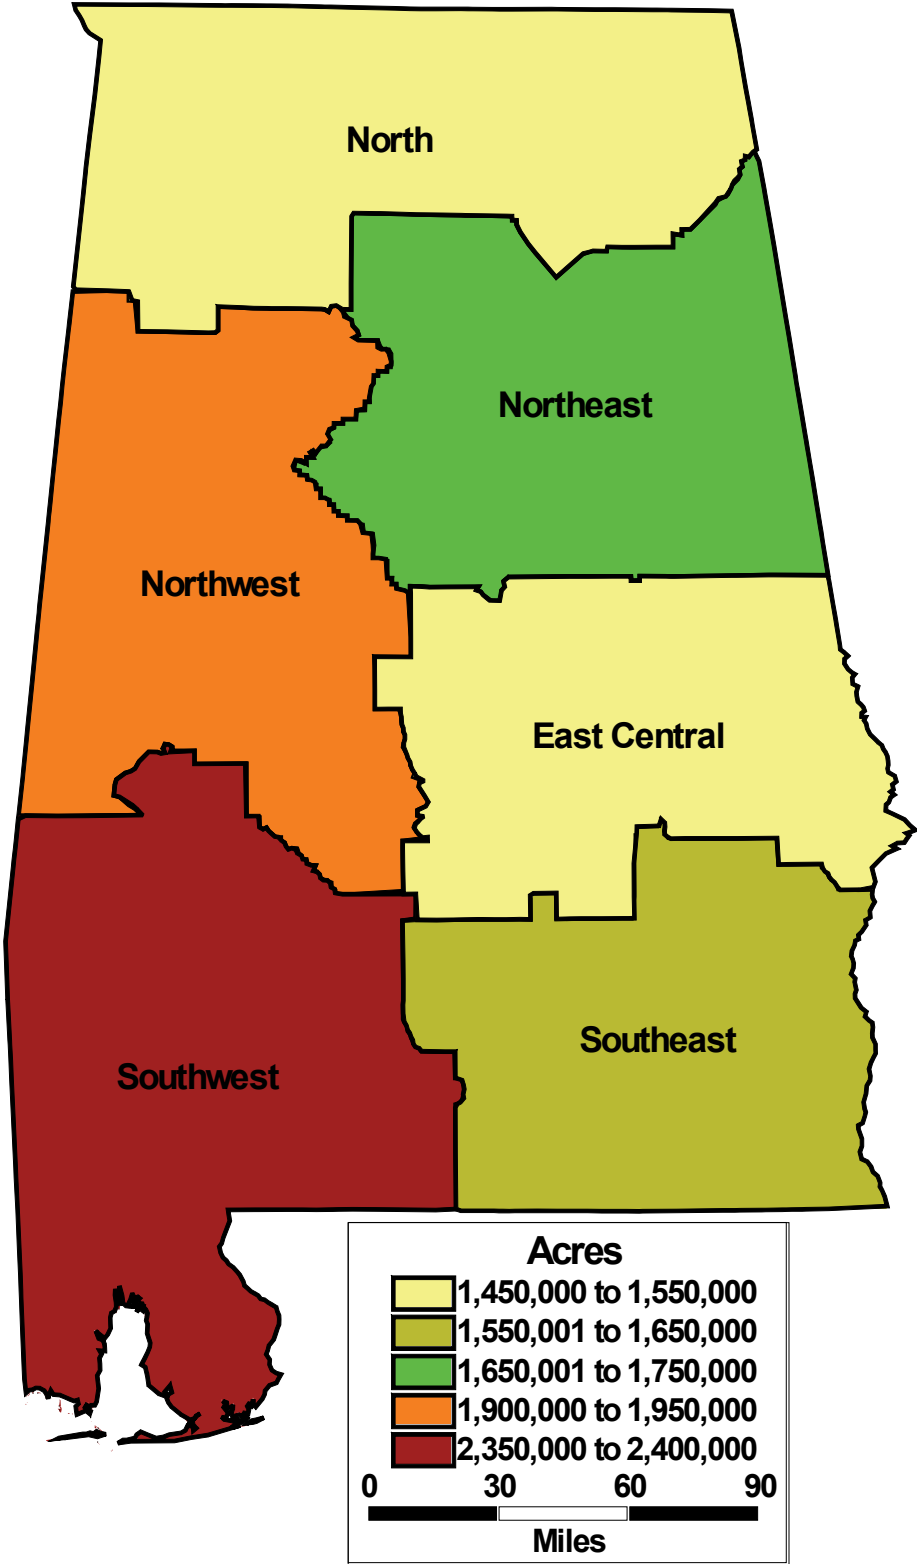 North
Northeast
Northwest
East Central
Southeast
Southwest
Acres
1,450,000 to 1,550,000
1,550,001 to 1,650,000
1,650,001 to 1,750,000
1,900,000 to 1,950,000
2,350,000 to 2,400,000
0 30 60 90
Miles